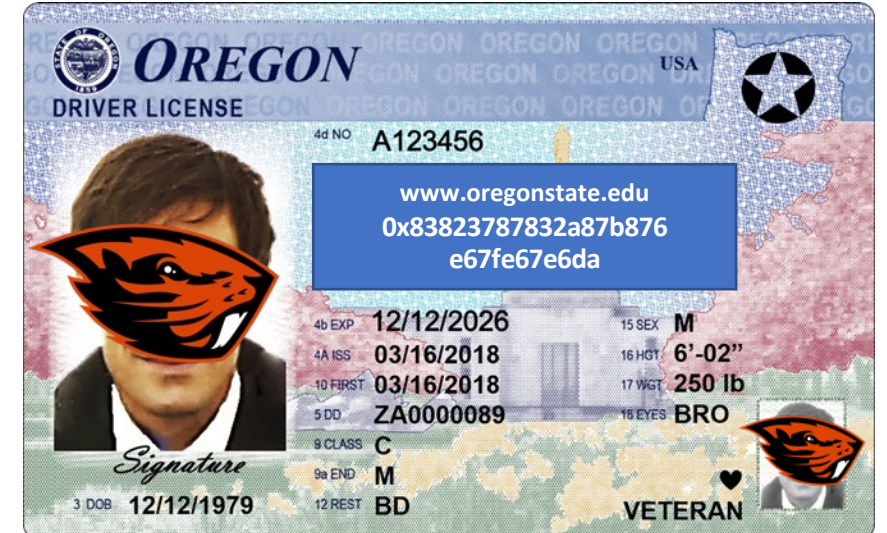 OREGON
USA
DRIVER LICENSE
4d NO A123456
www.oregonstate.edu
0x83823787832a87b876
e67fe67e6da
4b EXP 12/12/2026 15 SEX M
4A ISS 03/16/2018 16 HGT 6’-02”
10 FIRST 03/16/2018 17 WGT 250 lb
5 DD ZA0000089 18 EYES BRO
9 CLASS C
Signature
9a END M
3 DOB 12/12/1979 12 REST BD
VETERAN